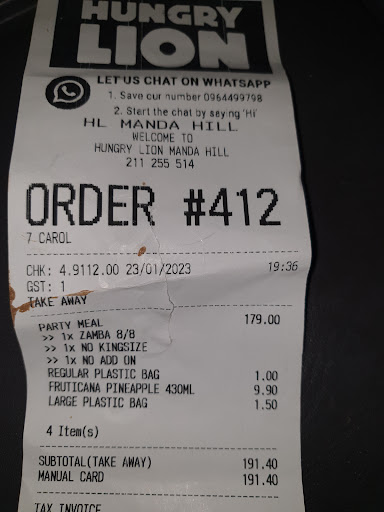 HUNGRY
LION
LET US CHAT ON WHATSAPP
1. Save our number 0964499798
2. Start the chat by saying 'Hi'
HL MANDA HILL
WELCOME TO
HUNGRY LION MANDA HILL
211 255 514
ORDER #412
7 CAROL
CHK: 4.9112.00 23/01/2023 19:36
GST: 1
TAKE AWAY
PARTY MEAL 179.00
>> 1x ZAMBA 8/8
>> 1x NO KINGSIZE
>> 1x NO ADD ON
REGULAR PLASTIC BAG 1.00
FRUTICANA PINEAPPLE 430ML 9.90
LARGE PLASTIC BAG 1.50
4 Item(s)
SUBTOTAL(TAKE AWAY) 191.40
MANUAL CARD 191.40
TAX INVOICE